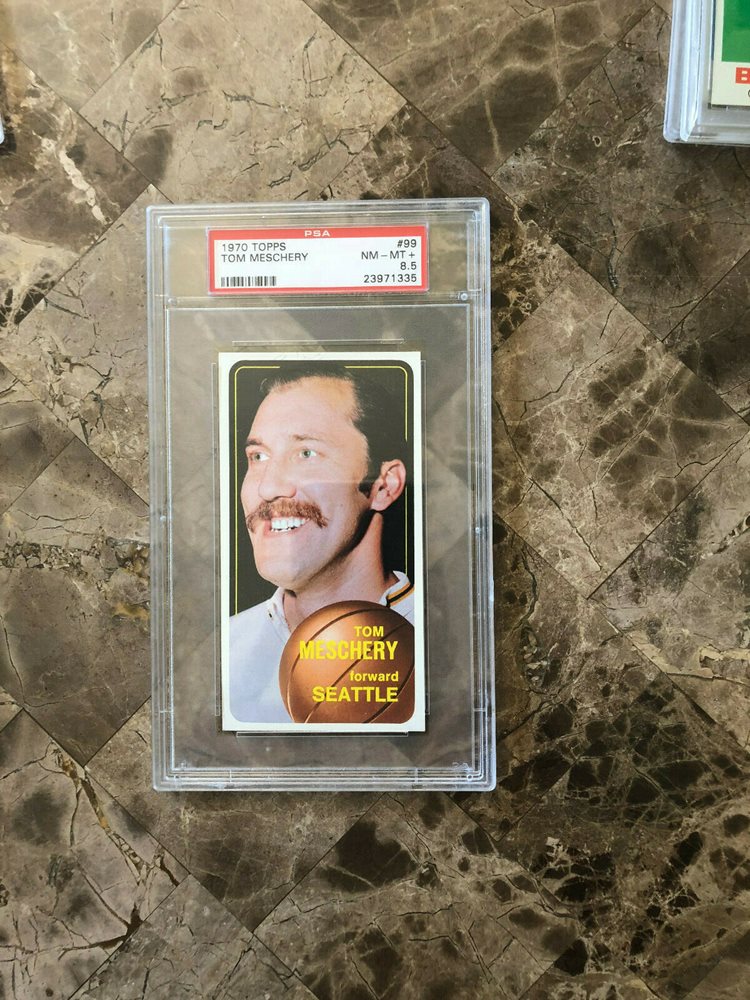 PSA
1970 TOPPS #99
TOM MESCHERY NM – MT +
8.5
23971335
TOM
MESCHERY
forward
SEATTLE